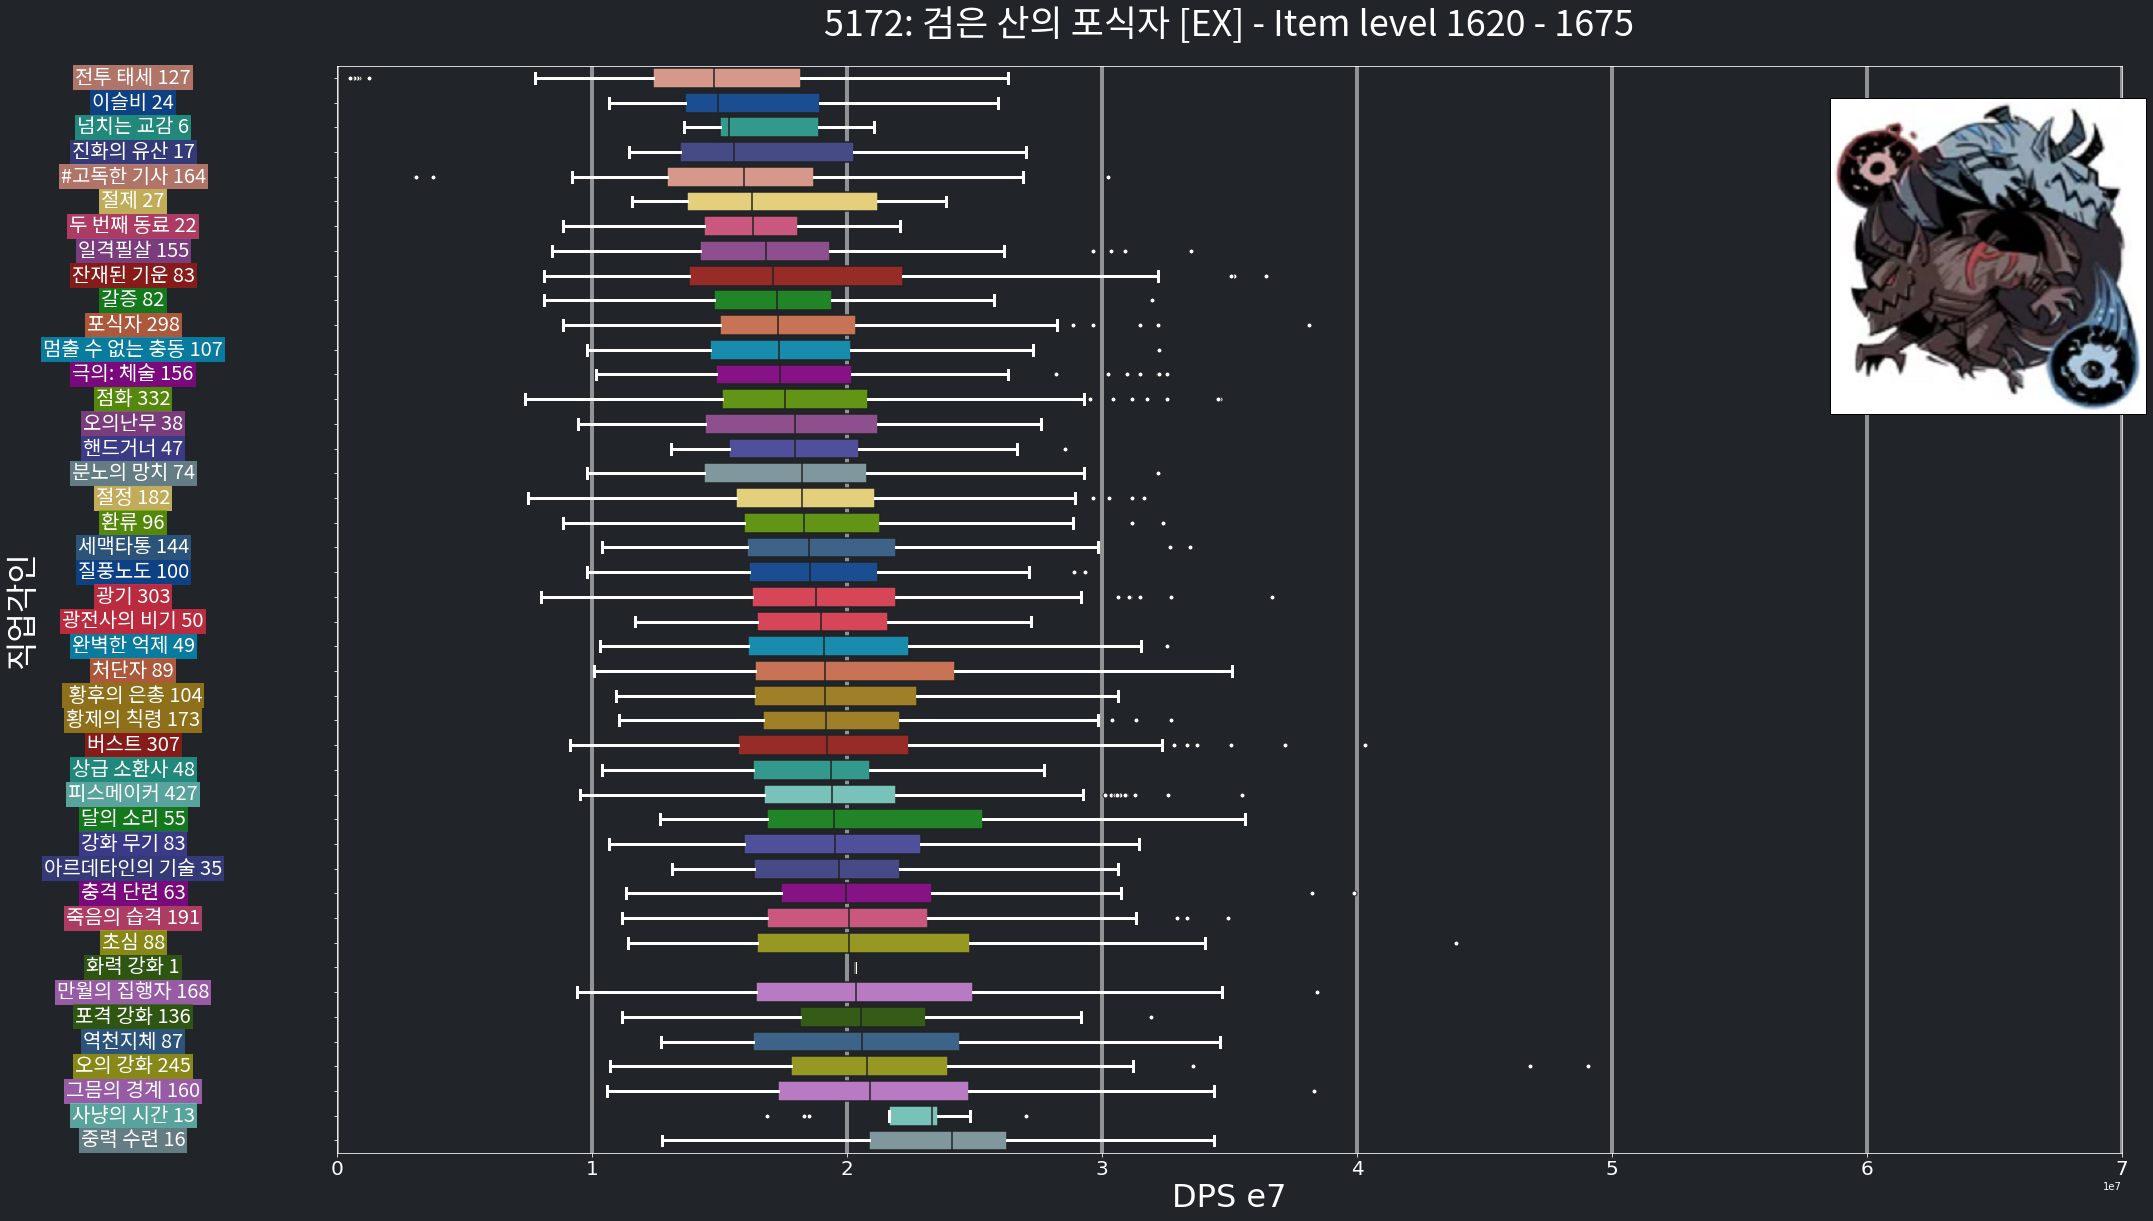 5172: 검은 산의 포식자 [EX] - Item level 1620 - 1675
직업각인
전투 태세 127
이슬비 24
넘치는 교감 6
진화의 유산 17
#고독한 기사 164
절제 27
두 번째 동료 22
일격필살 155
잔재된 기운 83
갈증 82
포식자 298
멈출 수 없는 충동 107
극의: 체술 156
점화 332
오의난무 38
핸드거너 47
분노의 망치 74
절정 182
환류 96
세맥타통 144
질풍노도 100
광기 303
광전사의 비기 50
완벽한 억제 49
처단자 89
황후의 은총 104
황제의 칙령 173
버스트 307
상급 소환사 48
피스메이커 427
달의 소리 55
강화 무기 83
아르데타인의 기술 35
충격 단련 63
죽음의 습격 191
초심 88
화력 강화 1
만월의 집행자 168
포격 강화 136
역천지체 87
오의 강화 245
그믐의 경계 160
사냥의 시간 13
중력 수련 16
0 1 2 3 4 5 6 7
1e7
DPS e7